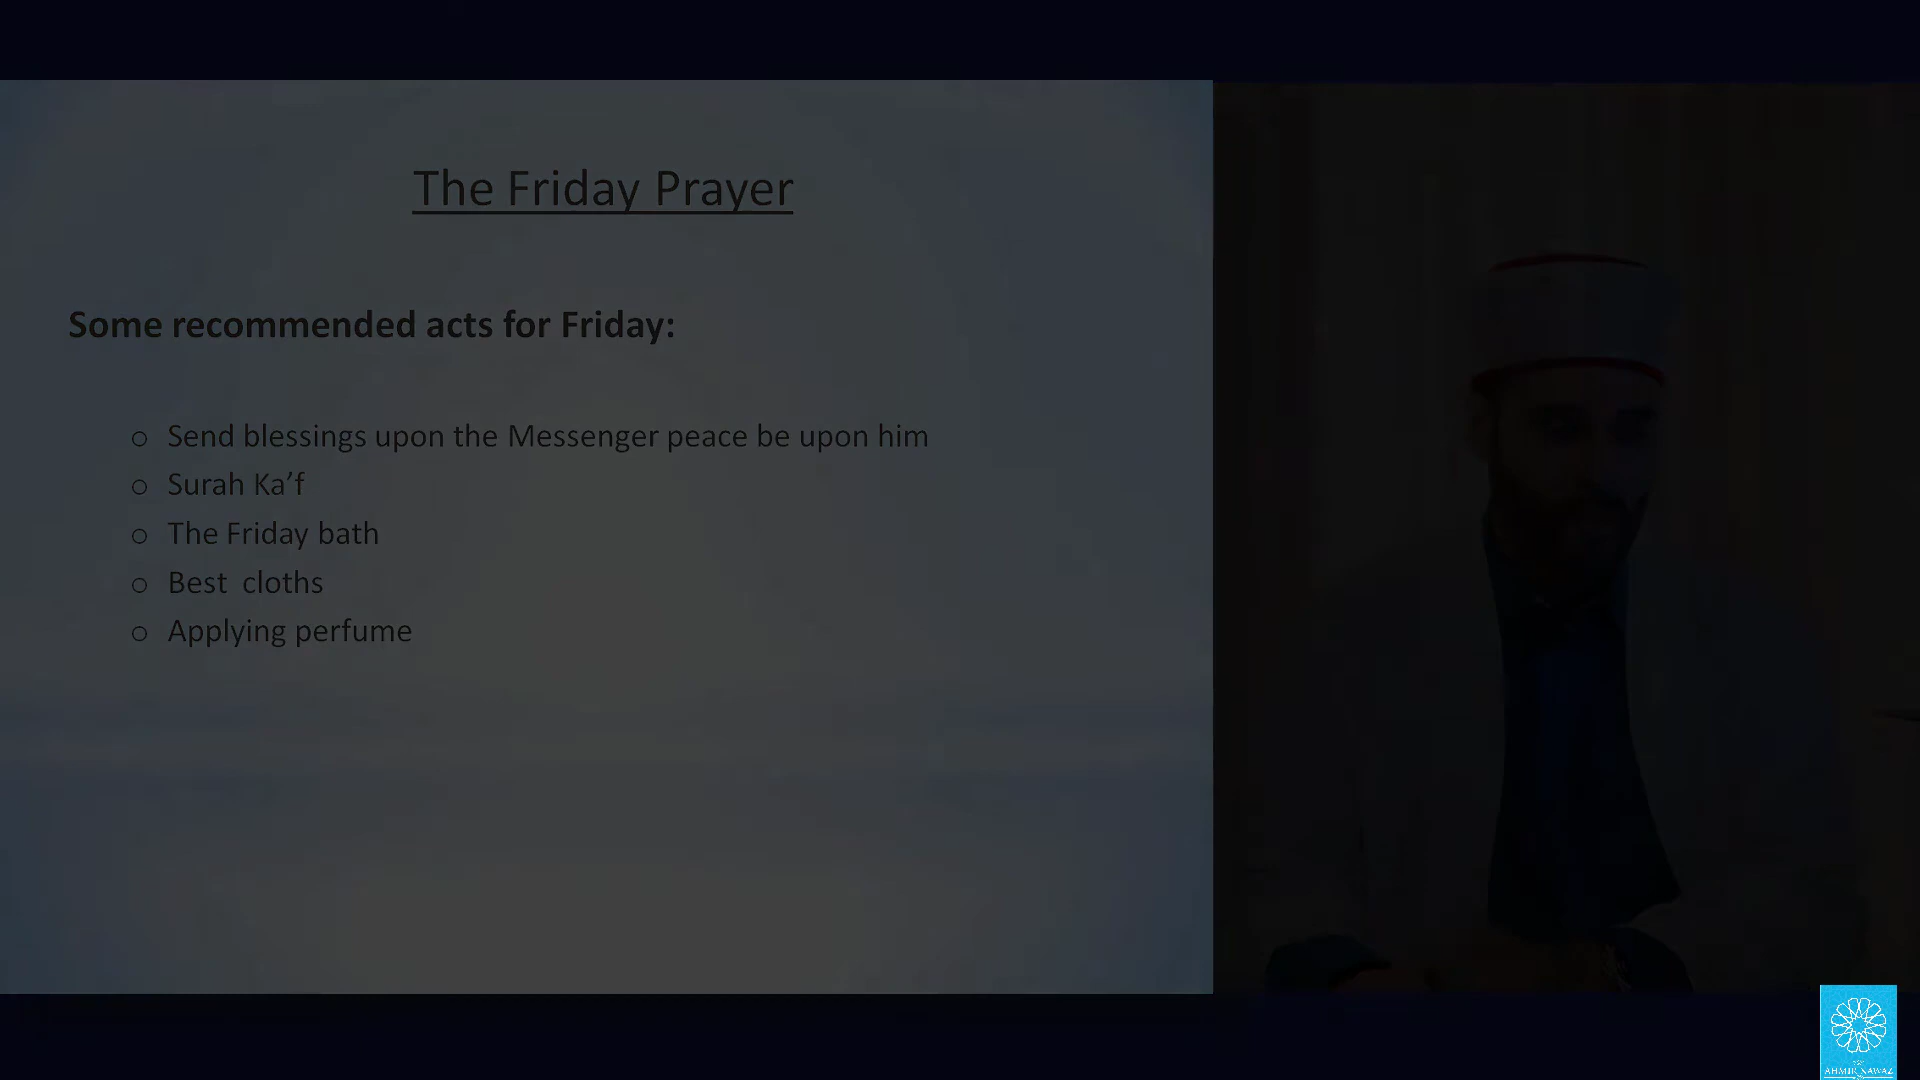 The Friday Prayer
Some recommended acts for Friday:
o Send blessings upon the Messenger peace be upon him
o Surah Ka’f
o The Friday bath
o Best  cloths
o Applying perfume
AHMIR NAWAZ